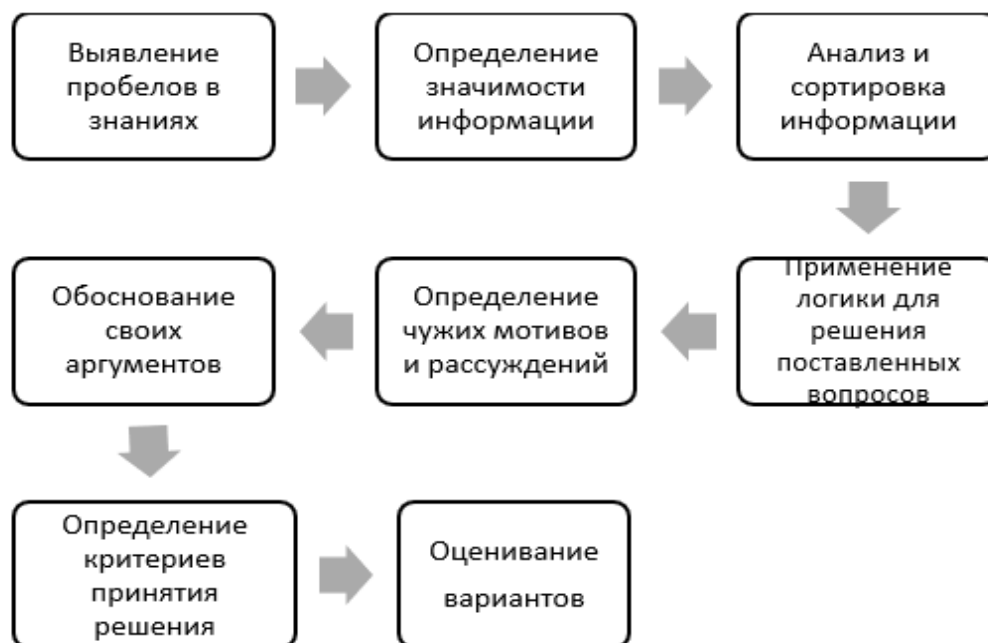 Выявление
пробелов в
знаниях
Определение
значимости
информации
Анализ и
сортировка
информации
Применение
логики для
решения
поставленных
вопросов
Определение
чужих мотивов
и рассуждений
Обоснование
своих
аргументов
Определение
критериев
принятия
решения
Оценивание
вариантов